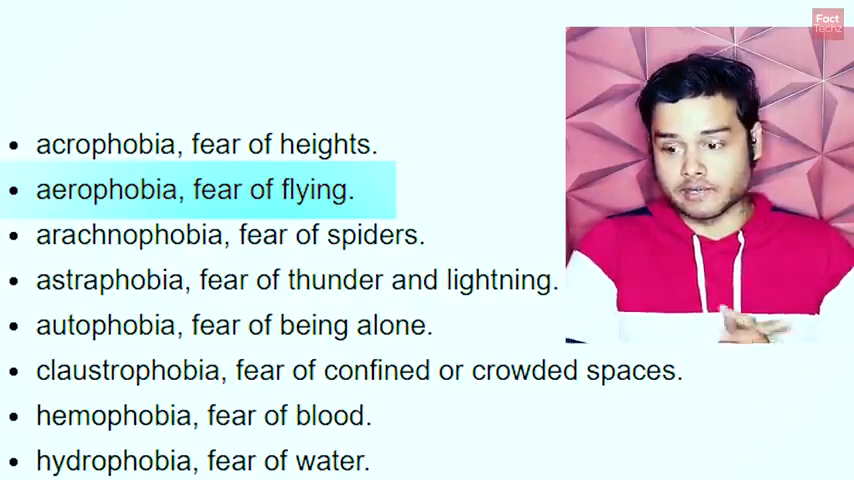 Fact
Techz
• acrophobia, fear of heights.
• aerophobia, fear of flying.
• arachnophobia, fear of spiders.
• astraphobia, fear of thunder and lightning.
• autophobia, fear of being alone.
• claustrophobia, fear of confined or crowded spaces.
• hemophobia, fear of blood.
• hydrophobia, fear of water.